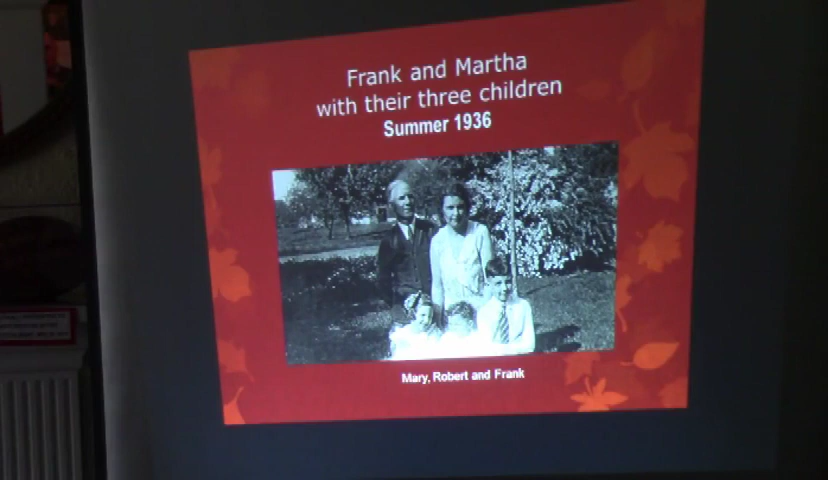 Frank and Martha
with their three children
Summer 1936
Mary, Robert and Frank